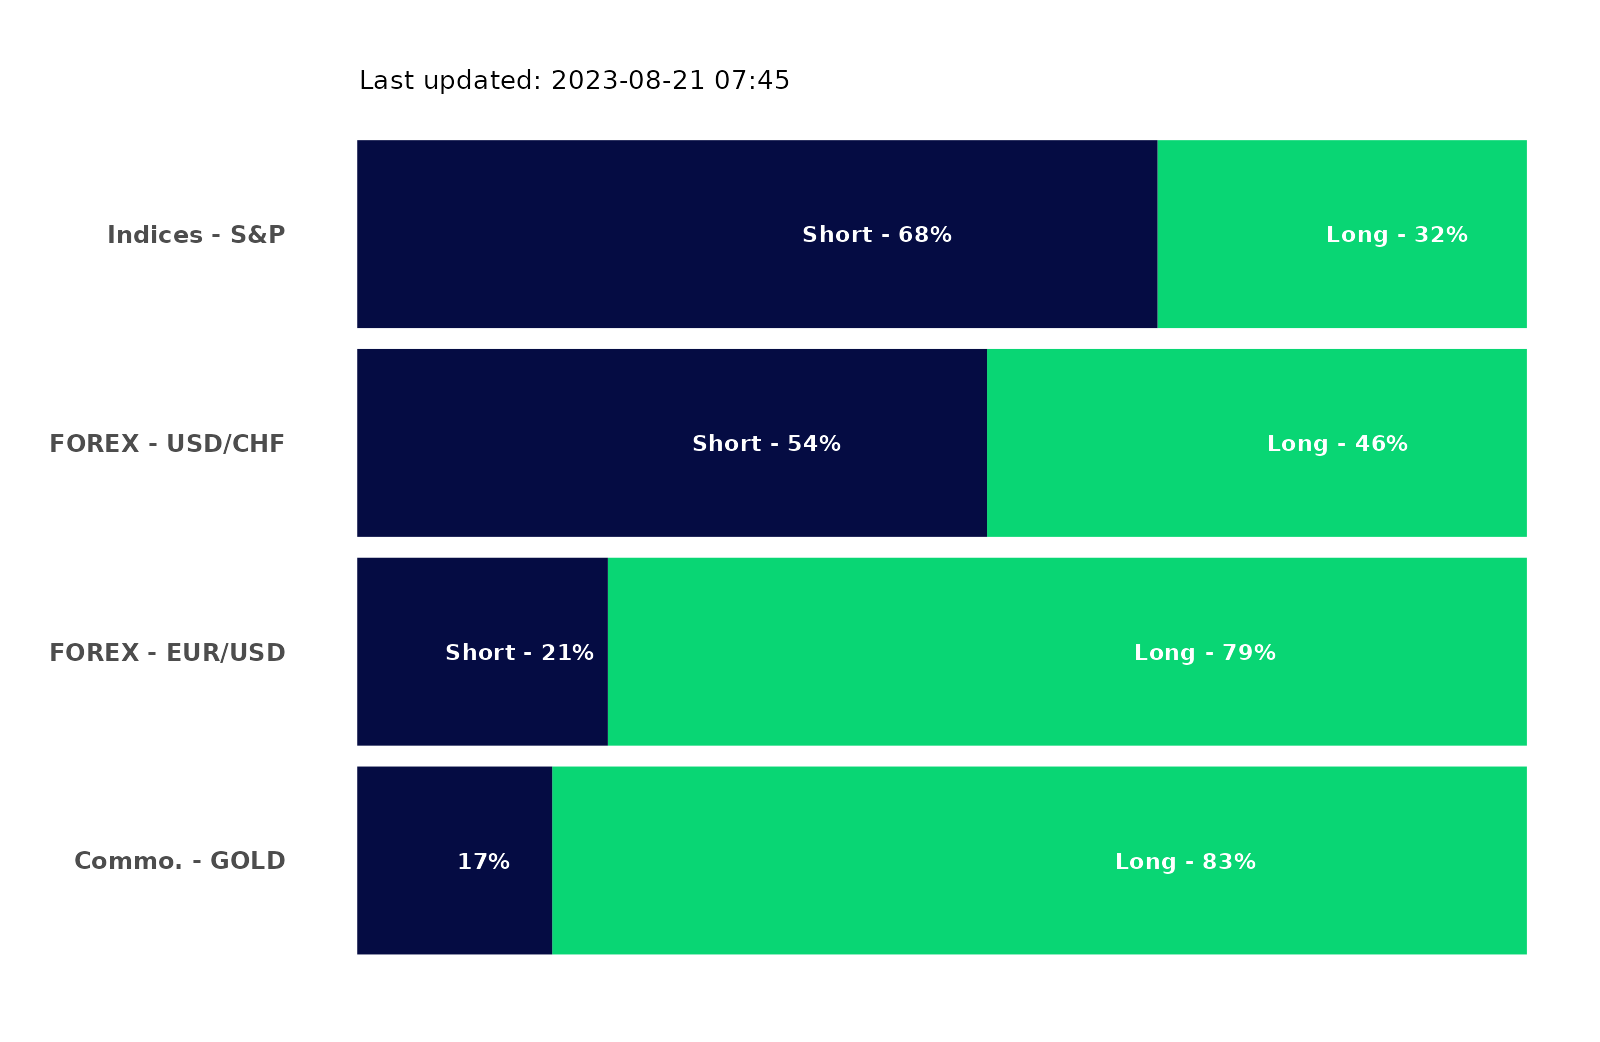 Last updated: 2023-08-21 07:45
Indices - S&P
Short - 68%
Long - 32%
FOREX - USD/CHF
Short - 54%
Long - 46%
FOREX - EUR/USD
Short - 21%
Long - 79%
Commo. - GOLD
17%
Long - 83%